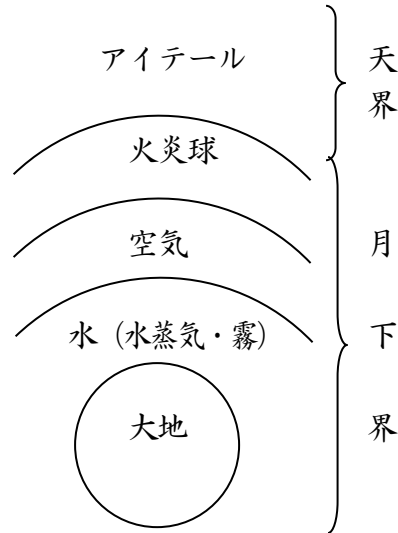 アイテール
火炎球
空気
水（水蒸気・霧）
大地
天界
月下界